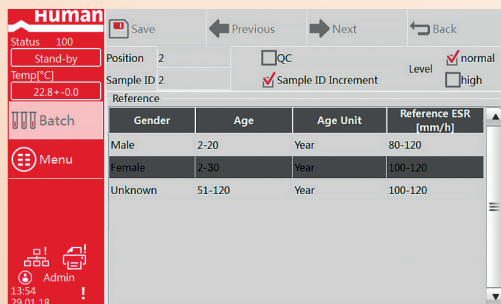 Human
Status 100
Stand-by
Temp[°C]
22.8+-0.0
Batch
Menu
Admin
13:54
29.01.18
Save Previous Next Back
Position 2 QC Level normal
Sample ID 2 Sample ID Increment high
Reference
Gender Age Age Unit Reference ESR [mm/h]
Male 2-20 Year 80-120
Female 2-30 Year 100-120
Unknown 51-120 Year 100-120